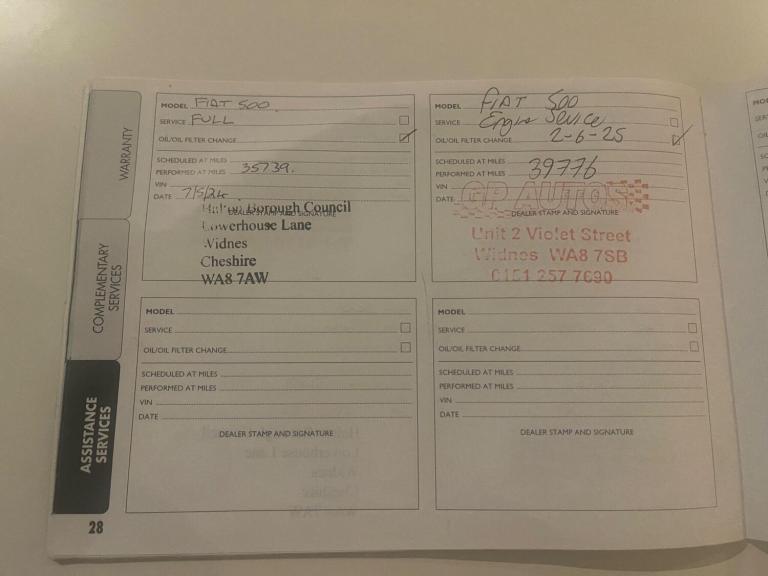 WARRANTY
COMPLEMENTARY SERVICES
ASSISTANCE SERVICES
MODEL FIAT 500.
SERVICE FULL
OIL/OIL FILTER CHANGE
SCHEDULED AT MILES
PERFORMED AT MILES 35739.
VIN
DATE 7/5/24
DEALER STAMP AND SIGNATURE
Halton Borough Council
Lowerhouse Lane
Widnes
Cheshire
WA8 7AW
MODEL FIAT 500
SERVICE Engine Service
OIL/OIL FILTER CHANGE 2-6-25
SCHEDULED AT MILES
PERFORMED AT MILES 39776
VIN
DATE
GP AUTOS
DEALER STAMP AND SIGNATURE
Unit 2 Violet Street
Widnes WA8 7SB
0151 257 7690
MODEL
SERVICE
OIL/OIL FILTER CHANGE
SCHEDULED AT MILES
PERFORMED AT MILES
VIN
DATE
DEALER STAMP AND SIGNATURE
MODEL
SERVICE
OIL/OIL FILTER CHANGE
SCHEDULED AT MILES
PERFORMED AT MILES
VIN
DATE
DEALER STAMP AND SIGNATURE
28